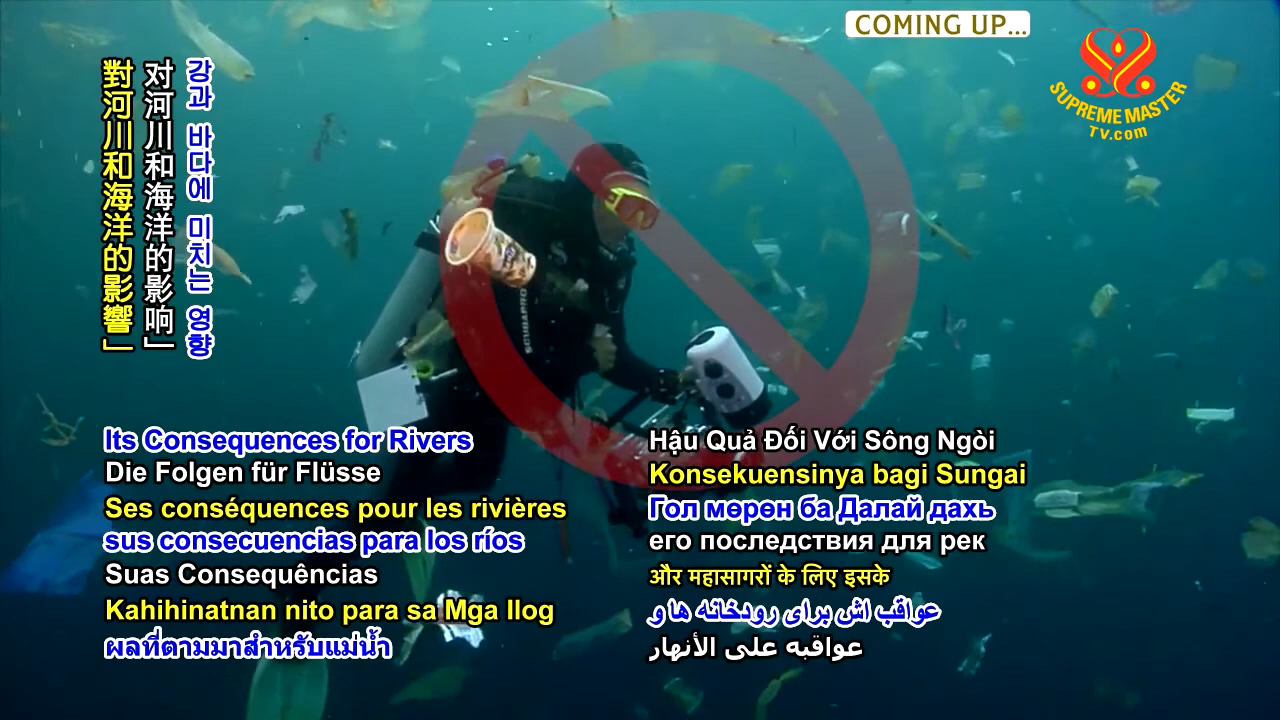 COMING UP...
SUPREME MASTER
TV.com
강과 바다에 미치는 영향
对河川和海洋的影响」
對河川和海洋的影響」
SCUBAPRO
Its Consequences for Rivers
Die Folgen für Flüsse
Ses conséquences pour les rivières
sus consecuencias para los ríos
Suas Consequências
Kahihinatnan nito para sa Mga Ilog
ผลที่ตามมาสำหรับแม่น้ำ
Hậu Quả Đối Với Sông Ngòi
Konsekuensinya bagi Sungai
Гол мөрөн ба Далай дахь
его последствия для рек
और महासागरों के लिए इसके
عواقب اش برای رودخانه ها و
عواقبه على الأنهار